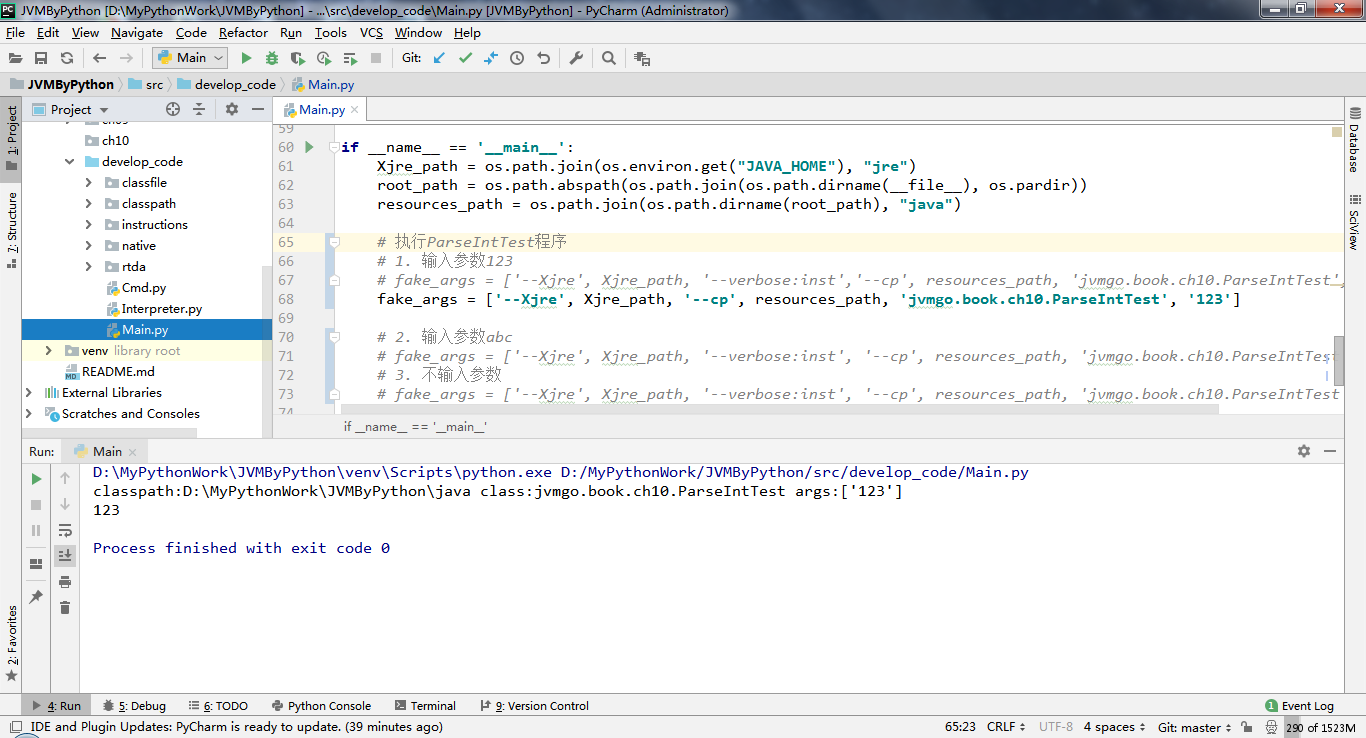 JVMByPython [D:\MyPythonWork\JVMByPython] - ...\src\develop_code\Main.py [JVMByPython] - PyCharm (Administrator)
File Edit View Navigate Code Refactor Run Tools VCS Window Help
Main Git:
JVMByPython src develop_code Main.py
1: Project
7: Structure
2: Favorites
Project
ch10
develop_code
classfile
classpath
instructions
native
rtda
Cmd.py
Interpreter.py
Main.py
venv library root
README.md
External Libraries
Scratches and Consoles
Main.py
59
60 if __name__ == '__main__':
61 Xjre_path = os.path.join(os.environ.get("JAVA_HOME"), "jre")
62 root_path = os.path.abspath(os.path.join(os.path.dirname(__file__), os.pardir))
63 resources_path = os.path.join(os.path.dirname(root_path), "java")
64
65 # 执行ParseIntTest程序
66 # 1. 输入参数123
67 # fake_args = ['--Xjre', Xjre_path, '--verbose:inst','--cp', resources_path, 'jvmgo.book.ch10.ParseIntTest'
68 fake_args = ['--Xjre', Xjre_path, '--cp', resources_path, 'jvmgo.book.ch10.ParseIntTest', '123']
69
70 # 2. 输入参数abc
71 # fake_args = ['--Xjre', Xjre_path, '--verbose:inst', '--cp', resources_path, 'jvmgo.book.ch10.ParseIntTest
72 # 3. 不输入参数
73 # fake_args = ['--Xjre', Xjre_path, '--verbose:inst', '--cp', resources_path, 'jvmgo.book.ch10.ParseIntTest
74
if __name__ == '__main__'
Database
SciView
Run: Main
D:\MyPythonWork\JVMByPython\venv\Scripts\python.exe D:/MyPythonWork/JVMByPython/src/develop_code/Main.py
classpath:D:\MyPythonWork\JVMByPython\java class:jvmgo.book.ch10.ParseIntTest args:['123']
123
Process finished with exit code 0
4: Run 5: Debug 6: TODO Python Console Terminal 9: Version Control 1 Event Log
IDE and Plugin Updates: PyCharm is ready to update. (39 minutes ago) 65:23 CRLF UTF-8 4 spaces Git: master 290 of 1523M